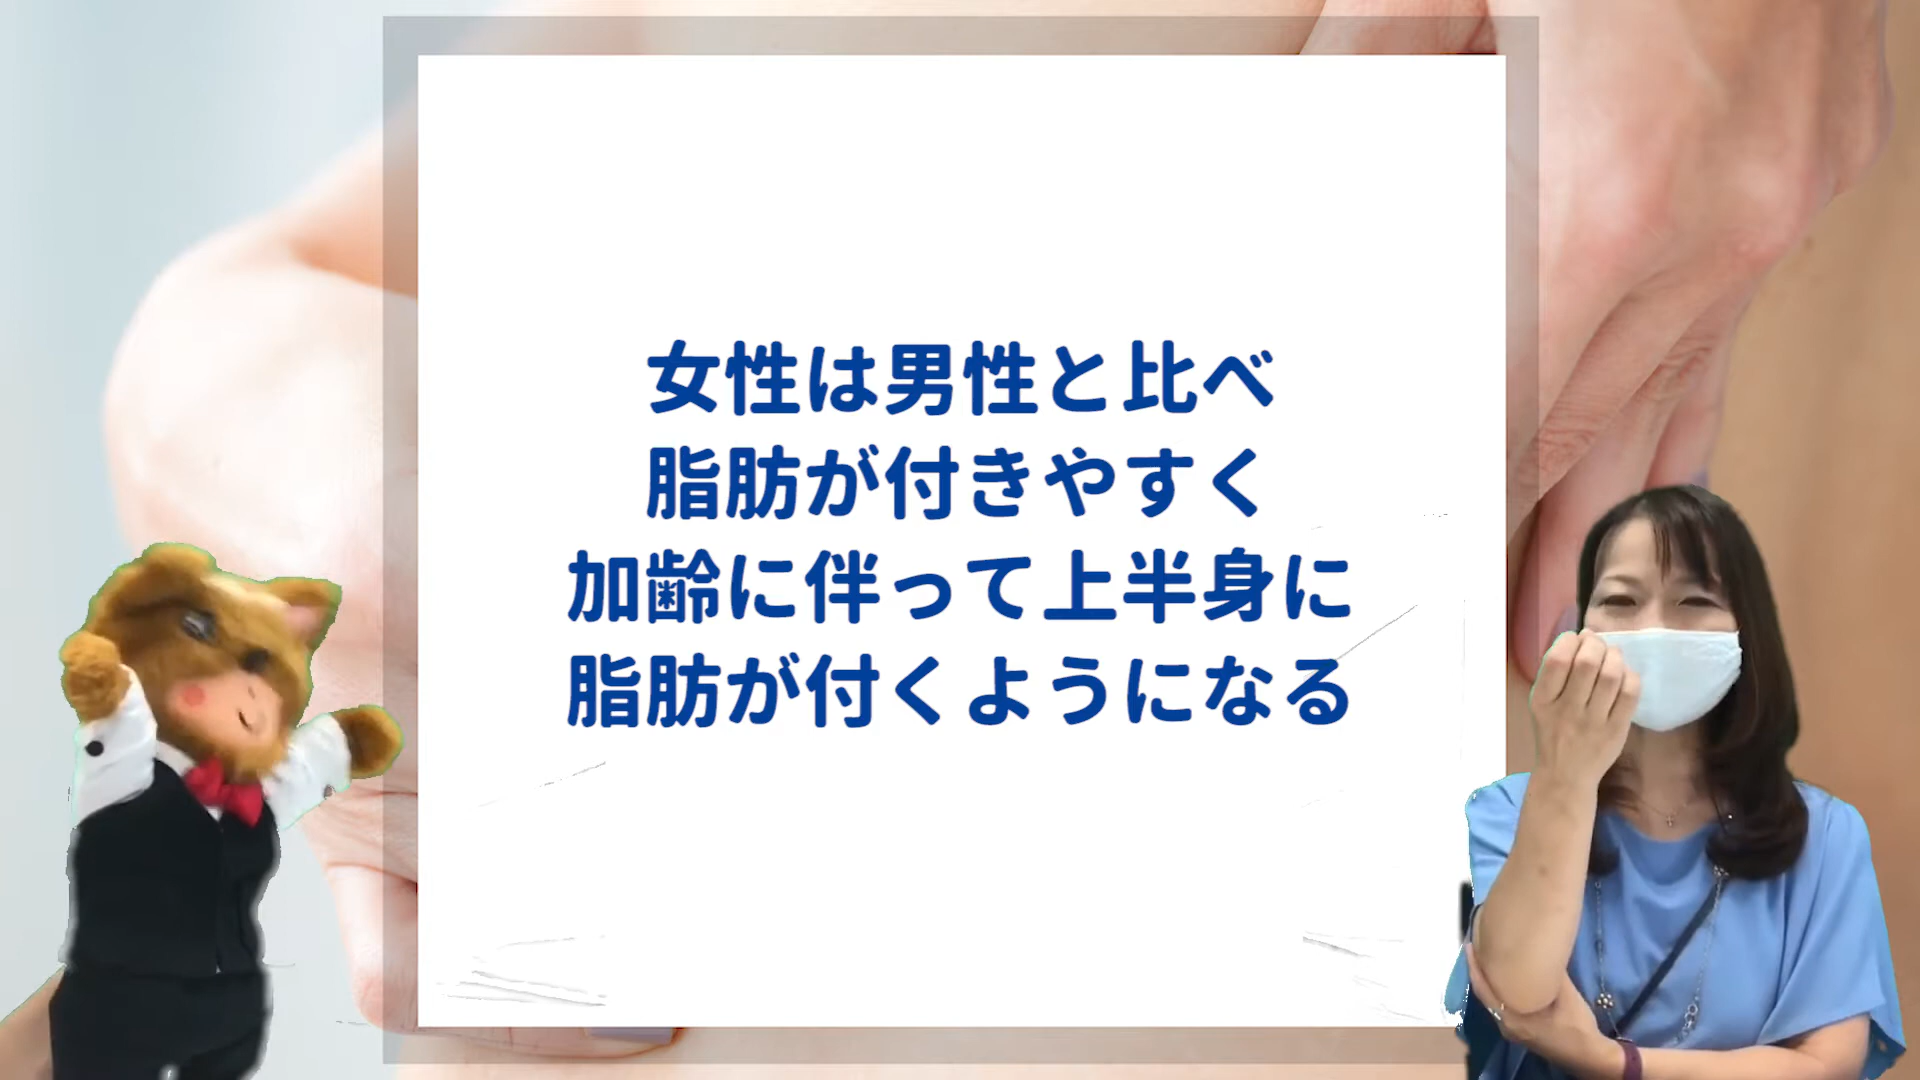 女性は男性と比べ
脂肪が付きやすく
加齢に伴って上半身に
脂肪が付くようになる